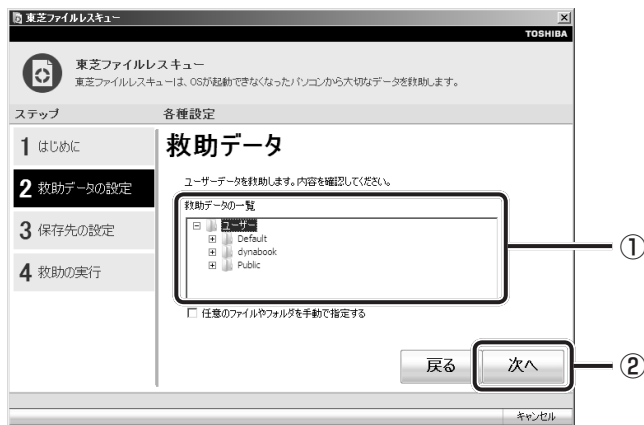 東芝ファイルレスキュー
TOSHIBA
東芝ファイルレスキュー
東芝ファイルレスキューは、OSが起動できなくなったパソコンから大切なデータを救助します。
ステップ
各種設定
1 はじめに
2 救助データの設定
3 保存先の設定
4 救助の実行
救助データ
ユーザーデータを救助します。内容を確認してください。
救助データの一覧
ユーザー
Default
dynabook
Public
①
任意のファイルやフォルダを手動で指定する
戻る
次へ
②
キャンセル